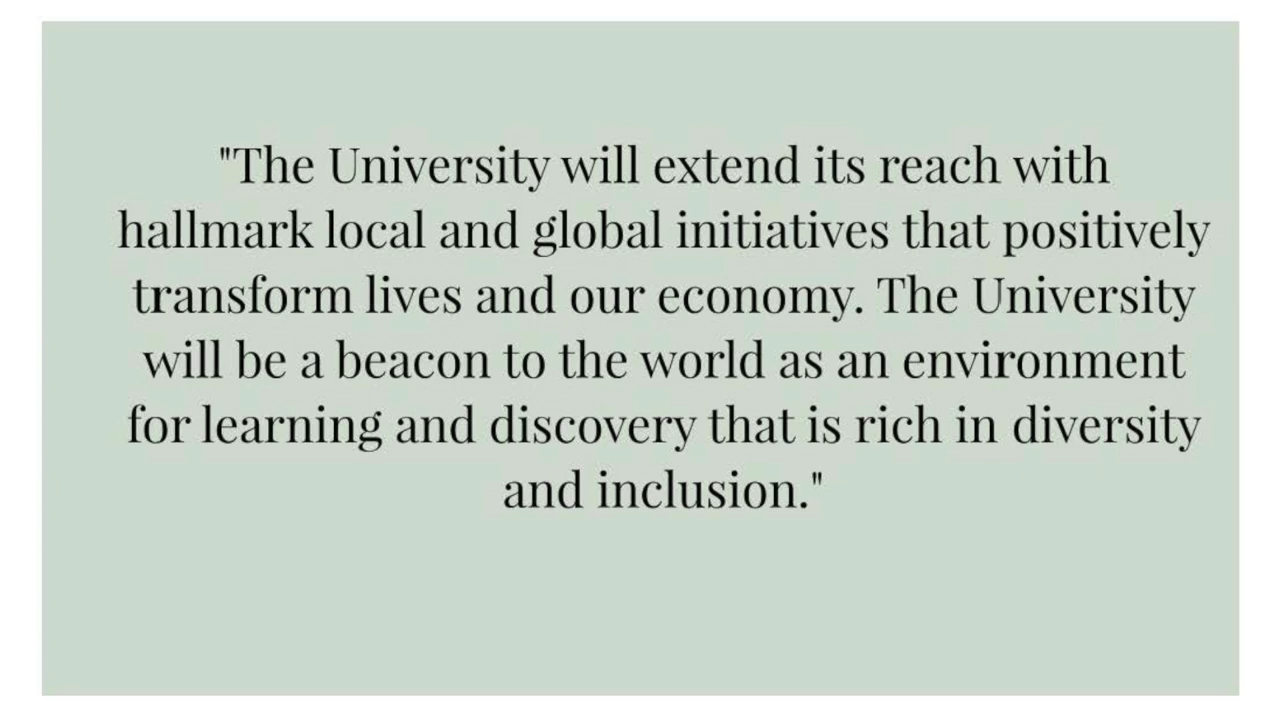 "The University will extend its reach with
hallmark local and global initiatives that positively
transform lives and our economy. The University
will be a beacon to the world as an environment
for learning and discovery that is rich in diversity
and inclusion."